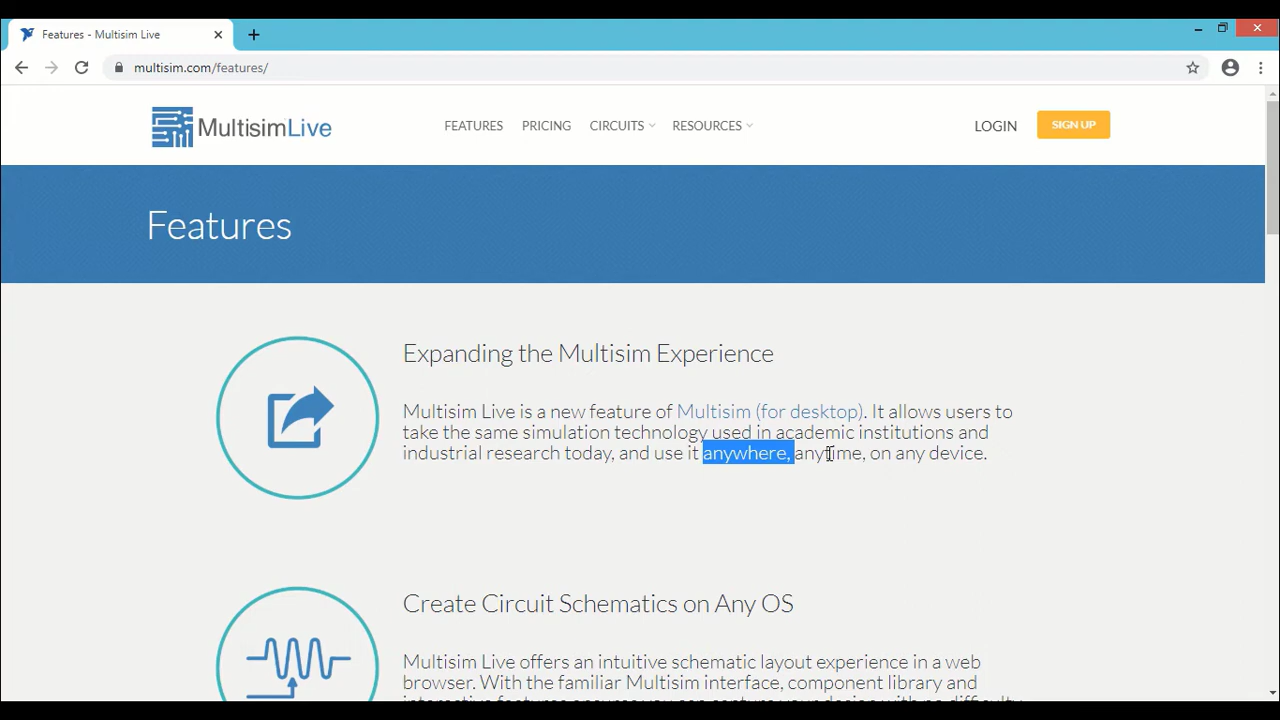 Features - Multisim Live
multisim.com/features/
MultisimLive
FEATURES PRICING CIRCUITS RESOURCES LOGIN SIGN UP
Features
Expanding the Multisim Experience
Multisim Live is a new feature of Multisim (for desktop). It allows users to
take the same simulation technology used in academic institutions and
industrial research today, and use it anywhere, anytime, on any device.
Create Circuit Schematics on Any OS
Multisim Live offers an intuitive schematic layout experience in a web
browser. With the familiar Multisim interface, component library and